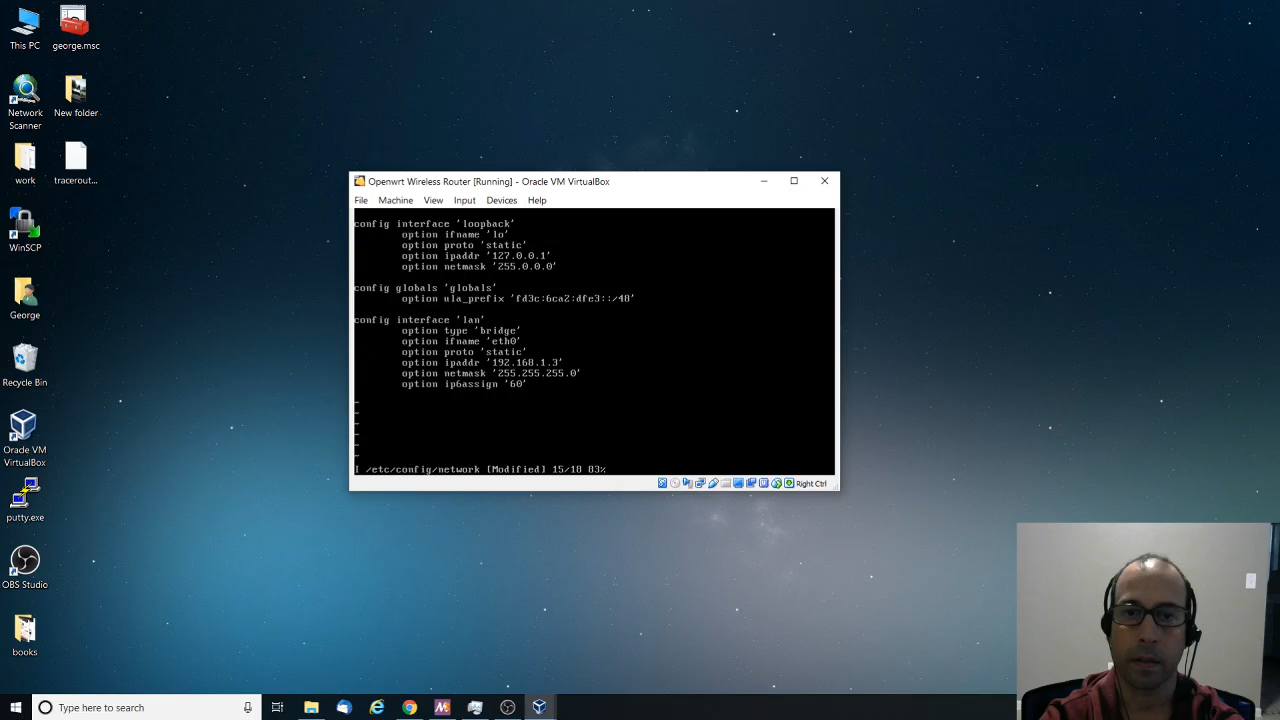 This PC
george.msc
Network Scanner
New folder
work
tracerout...
WinSCP
George
Recycle Bin
Oracle VM VirtualBox
putty.exe
OBS Studio
books
Openwrt Wireless Router [Running] - Oracle VM VirtualBox
File Machine View Input Devices Help
config interface 'loopback'
option ifname 'lo'
option proto 'static'
option ipaddr '127.0.0.1'
option netmask '255.0.0.0'
config globals 'globals'
option ula_prefix 'fd3c:6ca2:dfe3::/48'
config interface 'lan'
option type 'bridge'
option ifname 'eth0'
option proto 'static'
option ipaddr '192.168.1.3'
option netmask '255.255.255.0'
option ip6assign '60'
~
~
~
~
~
~
I /etc/config/network [Modified] 15/18 83%
Right Ctrl
Type here to search